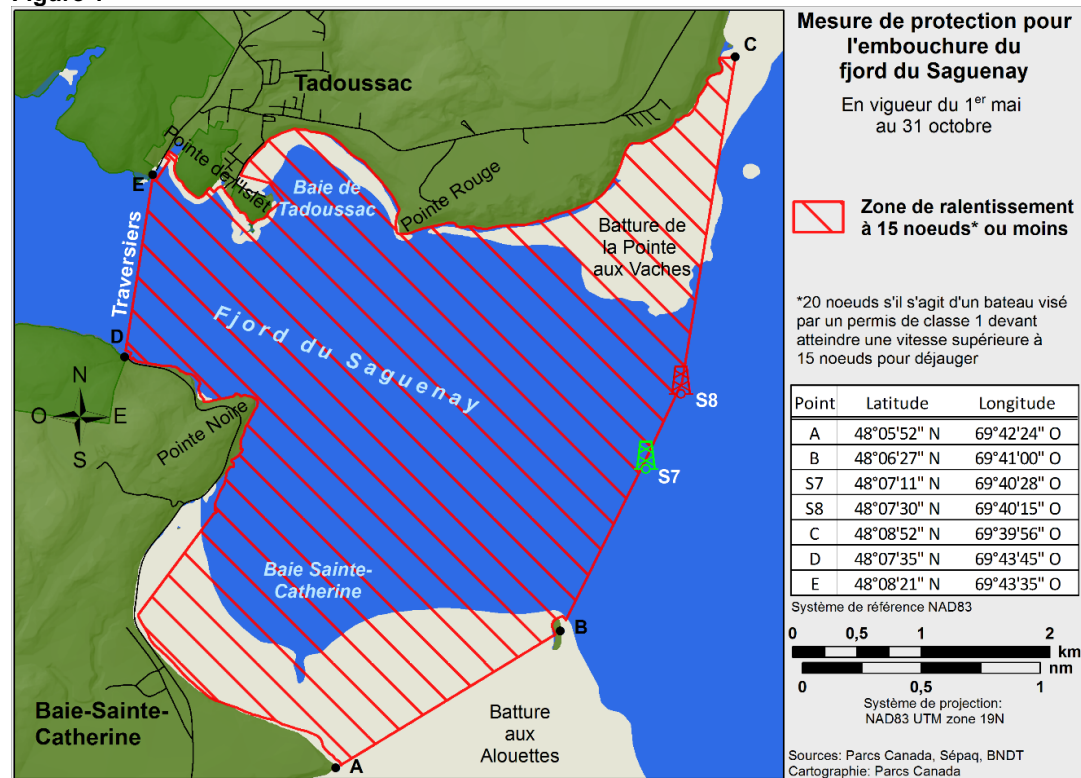 Figure 1
C
Tadoussac
Pointe de l'Islet
E
Baie de
Tadoussac
Pointe Rouge
Batture de
la Pointe
aux Vaches
Traversiers
D
Fjord du Saguenay
N
O E
S
Pointe Noire
S8
S7
Baie Sainte-
Catherine
B
Baie-Sainte-
Catherine
Batture
aux
Alouettes
A
Mesure de protection pour
l'embouchure du
fjord du Saguenay
En vigueur du 1er mai
au 31 octobre
Zone de ralentissement
à 15 noeuds* ou moins
*20 noeuds s'il s'agit d'un bateau visé
par un permis de classe 1 devant
atteindre une vitesse supérieure à
15 noeuds pour déjauger
Point Latitude Longitude
A 48°05'52" N 69°42'24" O
B 48°06'27" N 69°41'00" O
S7 48°07'11" N 69°40'28" O
S8 48°07'30" N 69°40'15" O
C 48°08'52" N 69°39'56" O
D 48°07'35" N 69°43'45" O
E 48°08'21" N 69°43'35" O
Système de référence NAD83
0 0,5 1 2
km
nm
0 0,5 1
Système de projection:
NAD83 UTM zone 19N
Sources: Parcs Canada, Sépaq, BNDT
Cartographie: Parcs Canada